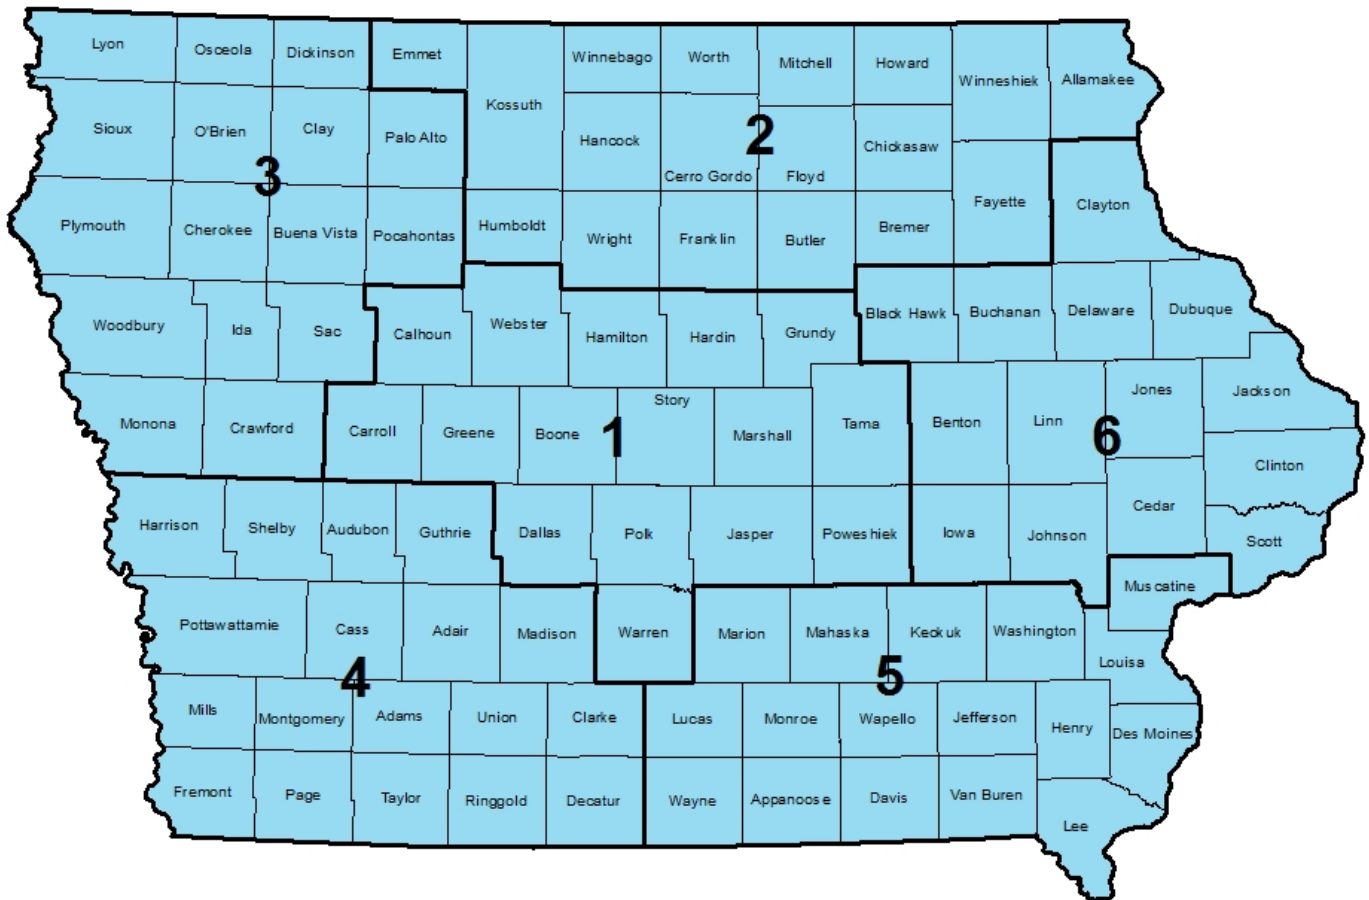 Lyon
Osceola
Dickinson
Emmet
Kossuth
Winnebago
Worth
Mitchell
Howard
Winneshiek
Allamakee
Sioux
O'Brien
Clay
Palo Alto
Hancock
Cerro Gordo
2
Floyd
Chickasaw
Fayette
Clayton
3
Plymouth
Cherokee
Buena Vista
Pocahontas
Humboldt
Wright
Franklin
Butler
Bremer
Woodbury
Ida
Sac
Calhoun
Webster
Hamilton
Hardin
Grundy
Black Hawk
Buchanan
Delaware
Dubuque
Monona
Crawford
Carroll
Greene
Boone
1
Story
Marshall
Tama
Benton
Linn
6
Jones
Jackson
Clinton
Harrison
Shelby
Audubon
Guthrie
Dallas
Polk
Jasper
Poweshiek
Iowa
Johnson
Cedar
Scott
Muscatine
Pottawattamie
Cass
Adair
Madison
Warren
Marion
Mahaska
Keokuk
Washington
Louisa
4
5
Mills
Montgomery
Adams
Union
Clarke
Lucas
Monroe
Wapello
Jefferson
Henry
Des Moines
Fremont
Page
Taylor
Ringgold
Decatur
Wayne
Appanoose
Davis
Van Buren
Lee